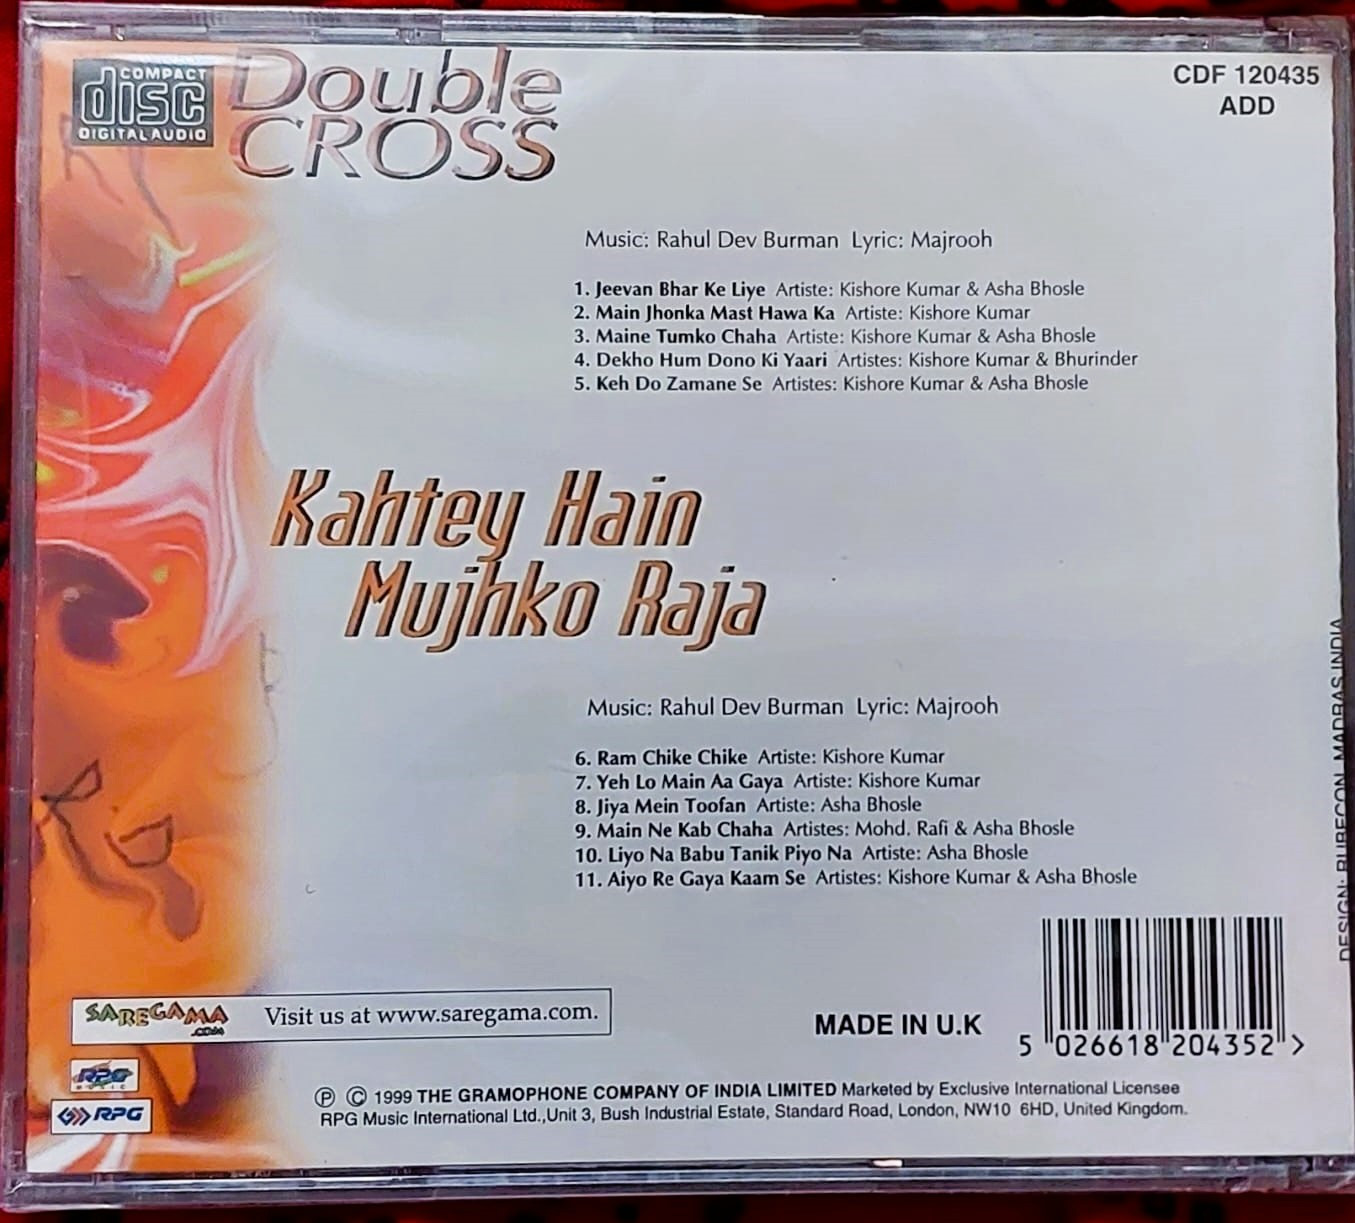 COMPACT
disc
DIGITAL AUDIO
Double
CROSS
CDF 120435
ADD
Music: Rahul Dev Burman Lyric: Majrooh
1. Jeevan Bhar Ke Liye Artiste: Kishore Kumar & Asha Bhosle
2. Main Jhonka Mast Hawa Ka Artiste: Kishore Kumar
3. Maine Tumko Chaha Artiste: Kishore Kumar & Asha Bhosle
4. Dekho Hum Dono Ki Yaari Artistes: Kishore Kumar & Bhurinder
5. Keh Do Zamane Se Artistes: Kishore Kumar & Asha Bhosle
Kahtey Hain
Mujhko Raja
Music: Rahul Dev Burman Lyric: Majrooh
6. Ram Chike Chike Artiste: Kishore Kumar
7. Yeh Lo Main Aa Gaya Artiste: Kishore Kumar
8. Jiya Mein Toofan Artiste: Asha Bhosle
9. Main Ne Kab Chaha Artistes: Mohd. Rafi & Asha Bhosle
10. Liyo Na Babu Tanik Piyo Na Artiste: Asha Bhosle
11. Aiyo Re Gaya Kaam Se Artistes: Kishore Kumar & Asha Bhosle
DESIGN: RUBECON, MADRAS INDIA
SAREGAMA
.com
Visit us at www.saregama.com.
MADE IN U.K
5 026618 204352 >
RPG
MUSIC
RPG
Ⓟ © 1999 THE GRAMOPHONE COMPANY OF INDIA LIMITED Marketed by Exclusive International Licensee
RPG Music International Ltd.,Unit 3, Bush Industrial Estate, Standard Road, London, NW10 6HD, United Kingdom.